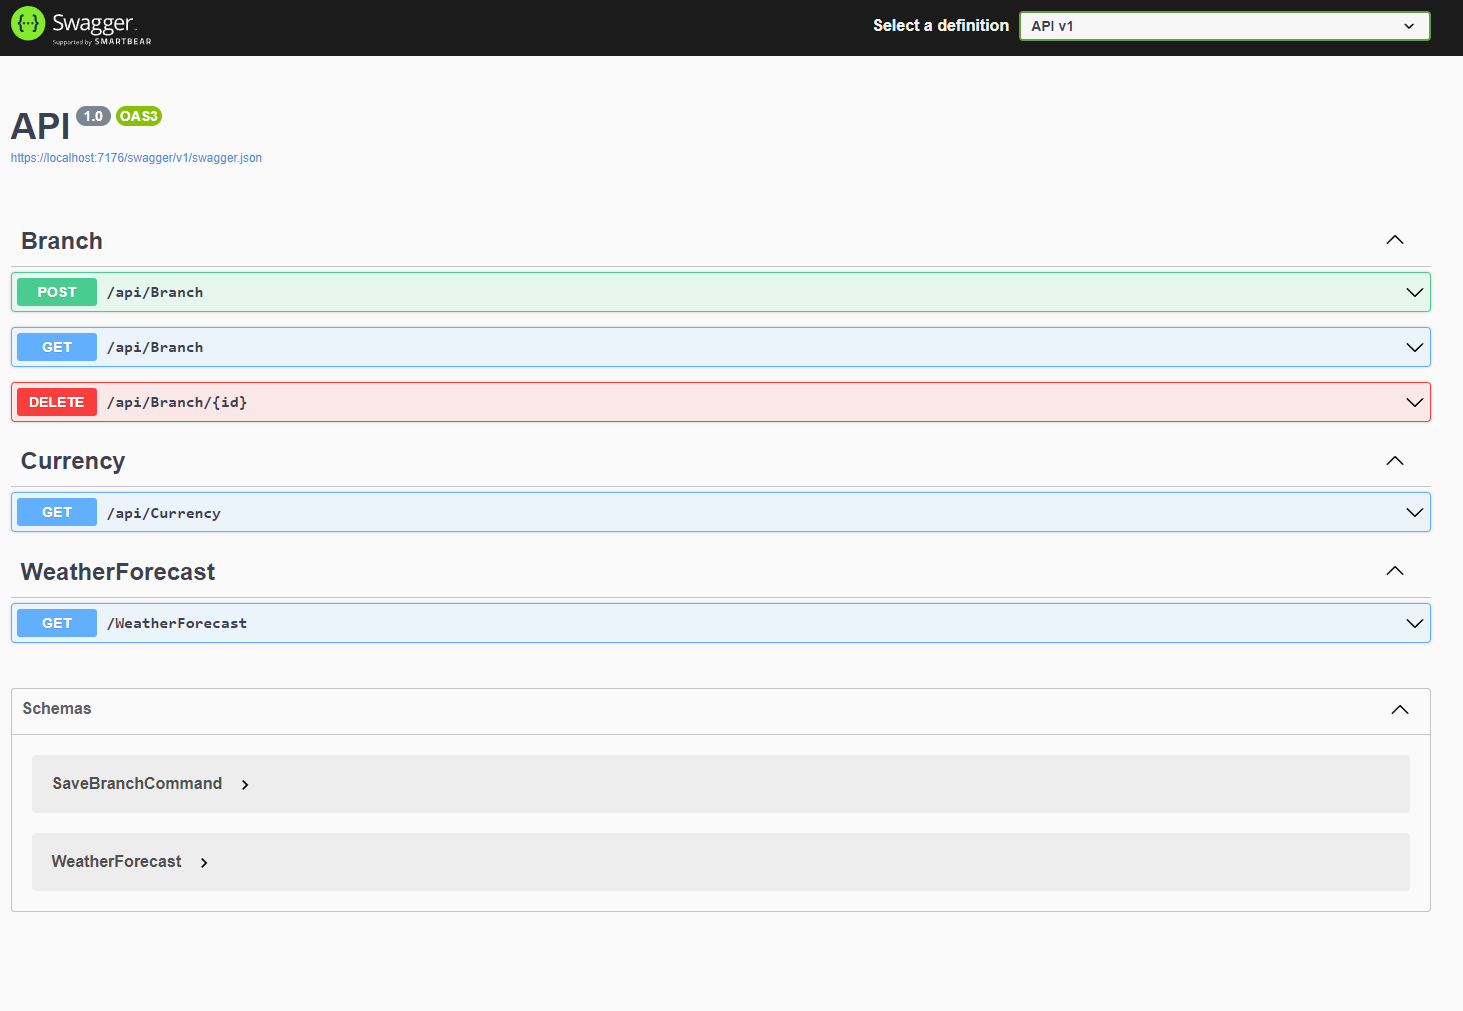 Swagger
Supported by SMARTBEAR
Select a definition
API v1
API 1.0 OAS3
https://localhost:7176/swagger/v1/swagger.json
Branch
POST /api/Branch
GET /api/Branch
DELETE /api/Branch/{id}
Currency
GET /api/Currency
WeatherForecast
GET /WeatherForecast
Schemas
SaveBranchCommand
WeatherForecast